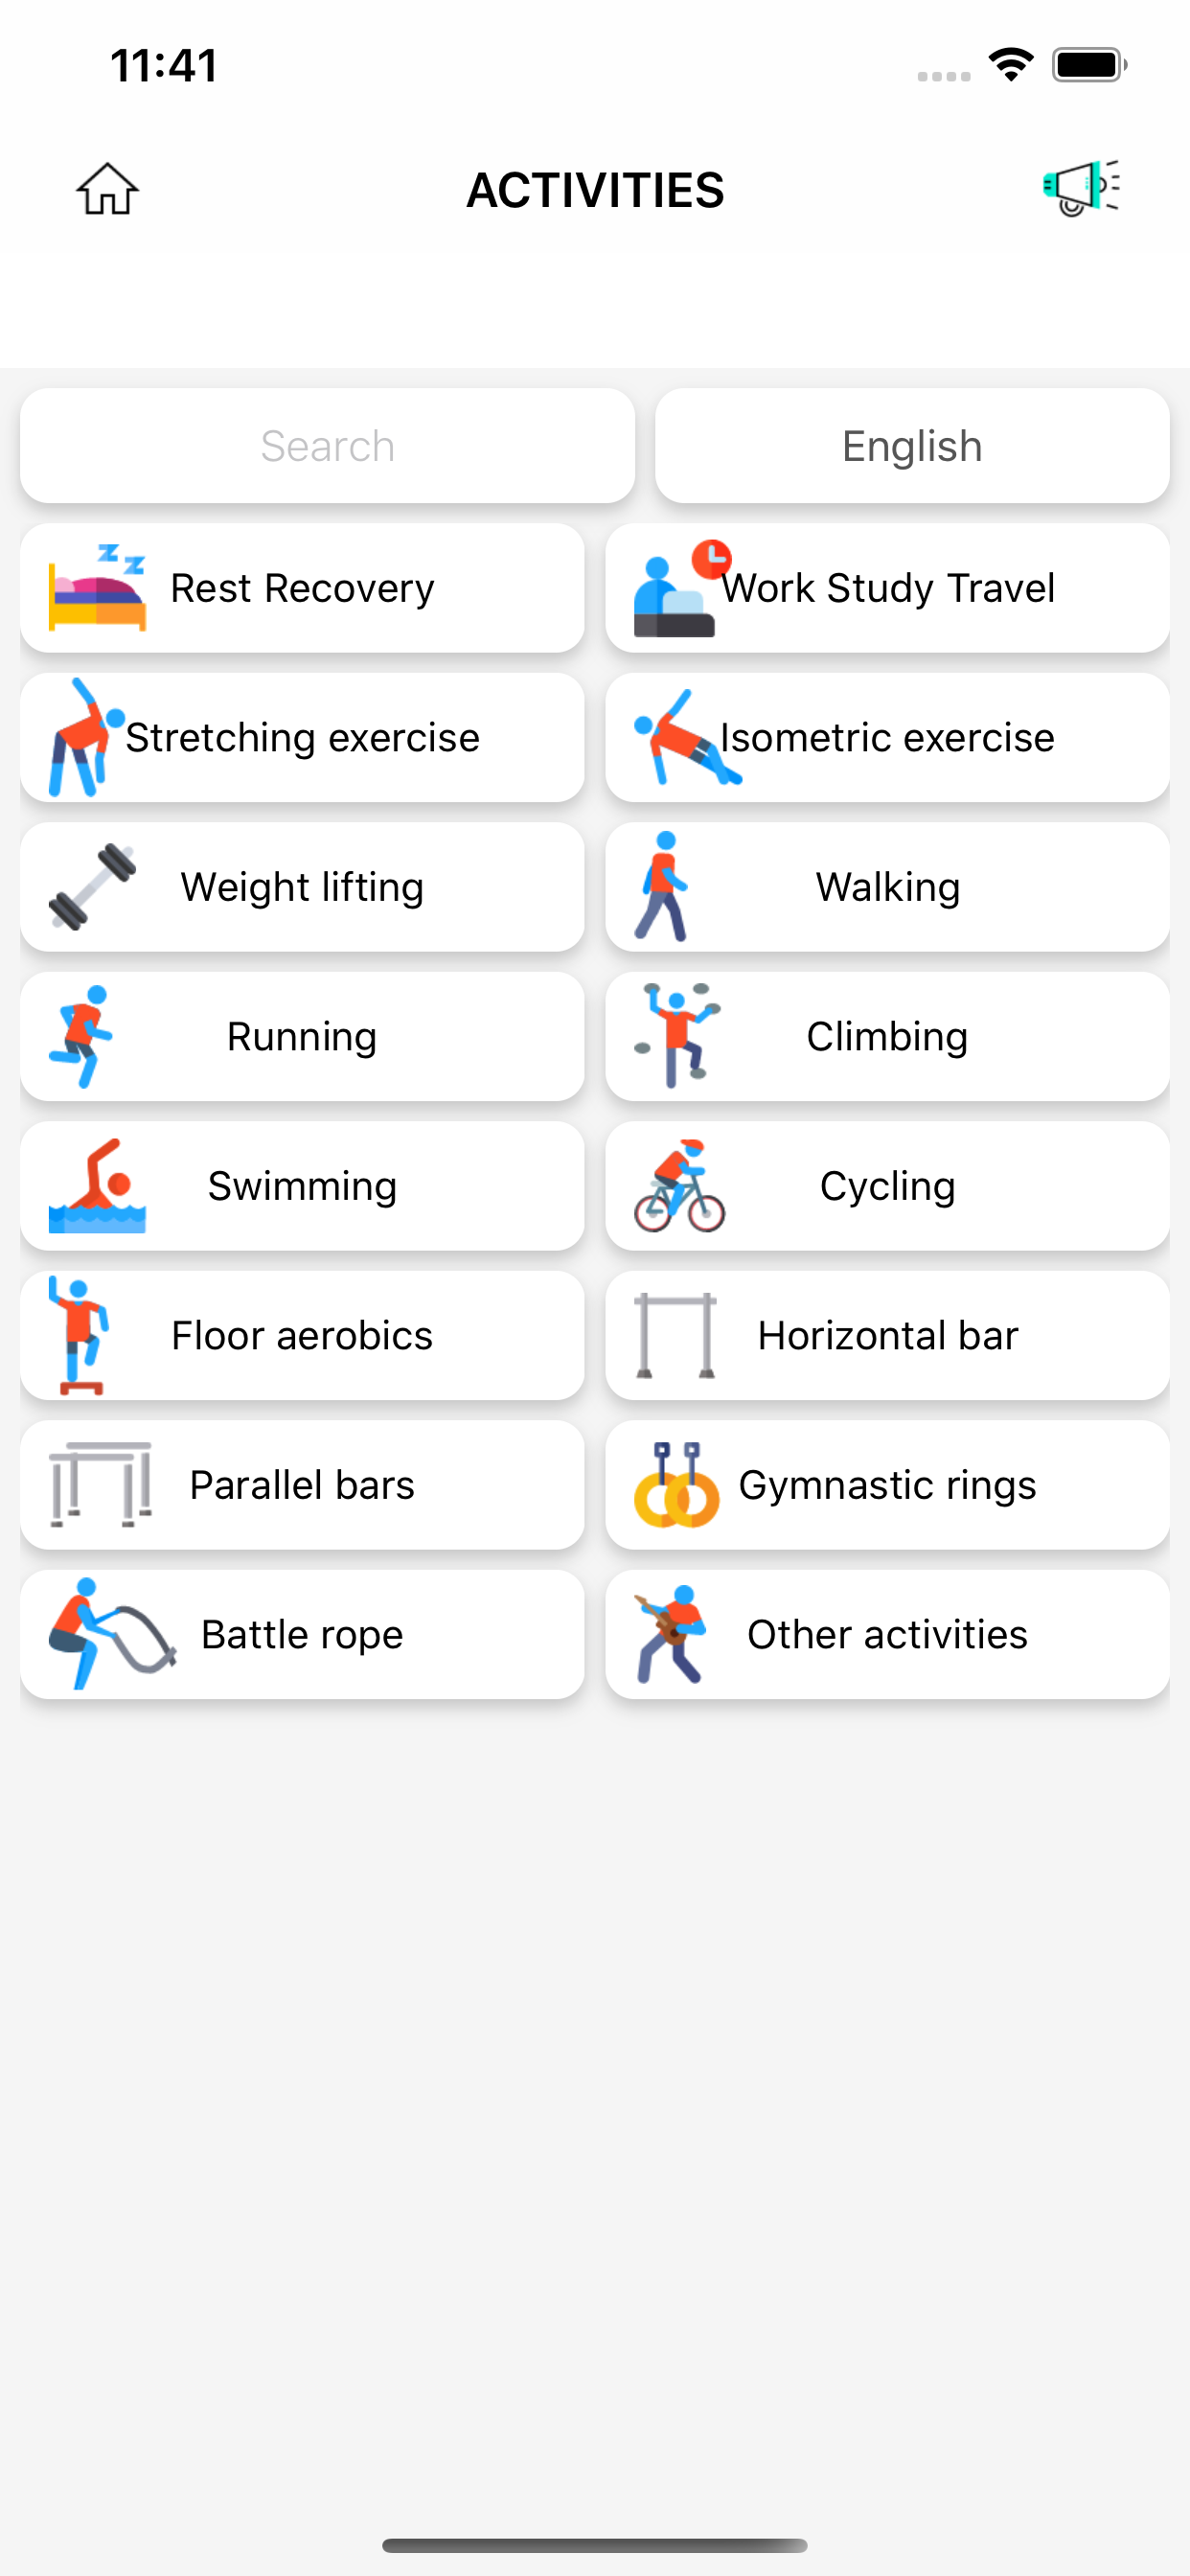 11:41
ACTIVITIES
Search
English
Rest Recovery
Work Study Travel
Stretching exercise
Isometric exercise
Weight lifting
Walking
Running
Climbing
Swimming
Cycling
Floor aerobics
Horizontal bar
Parallel bars
Gymnastic rings
Battle rope
Other activities